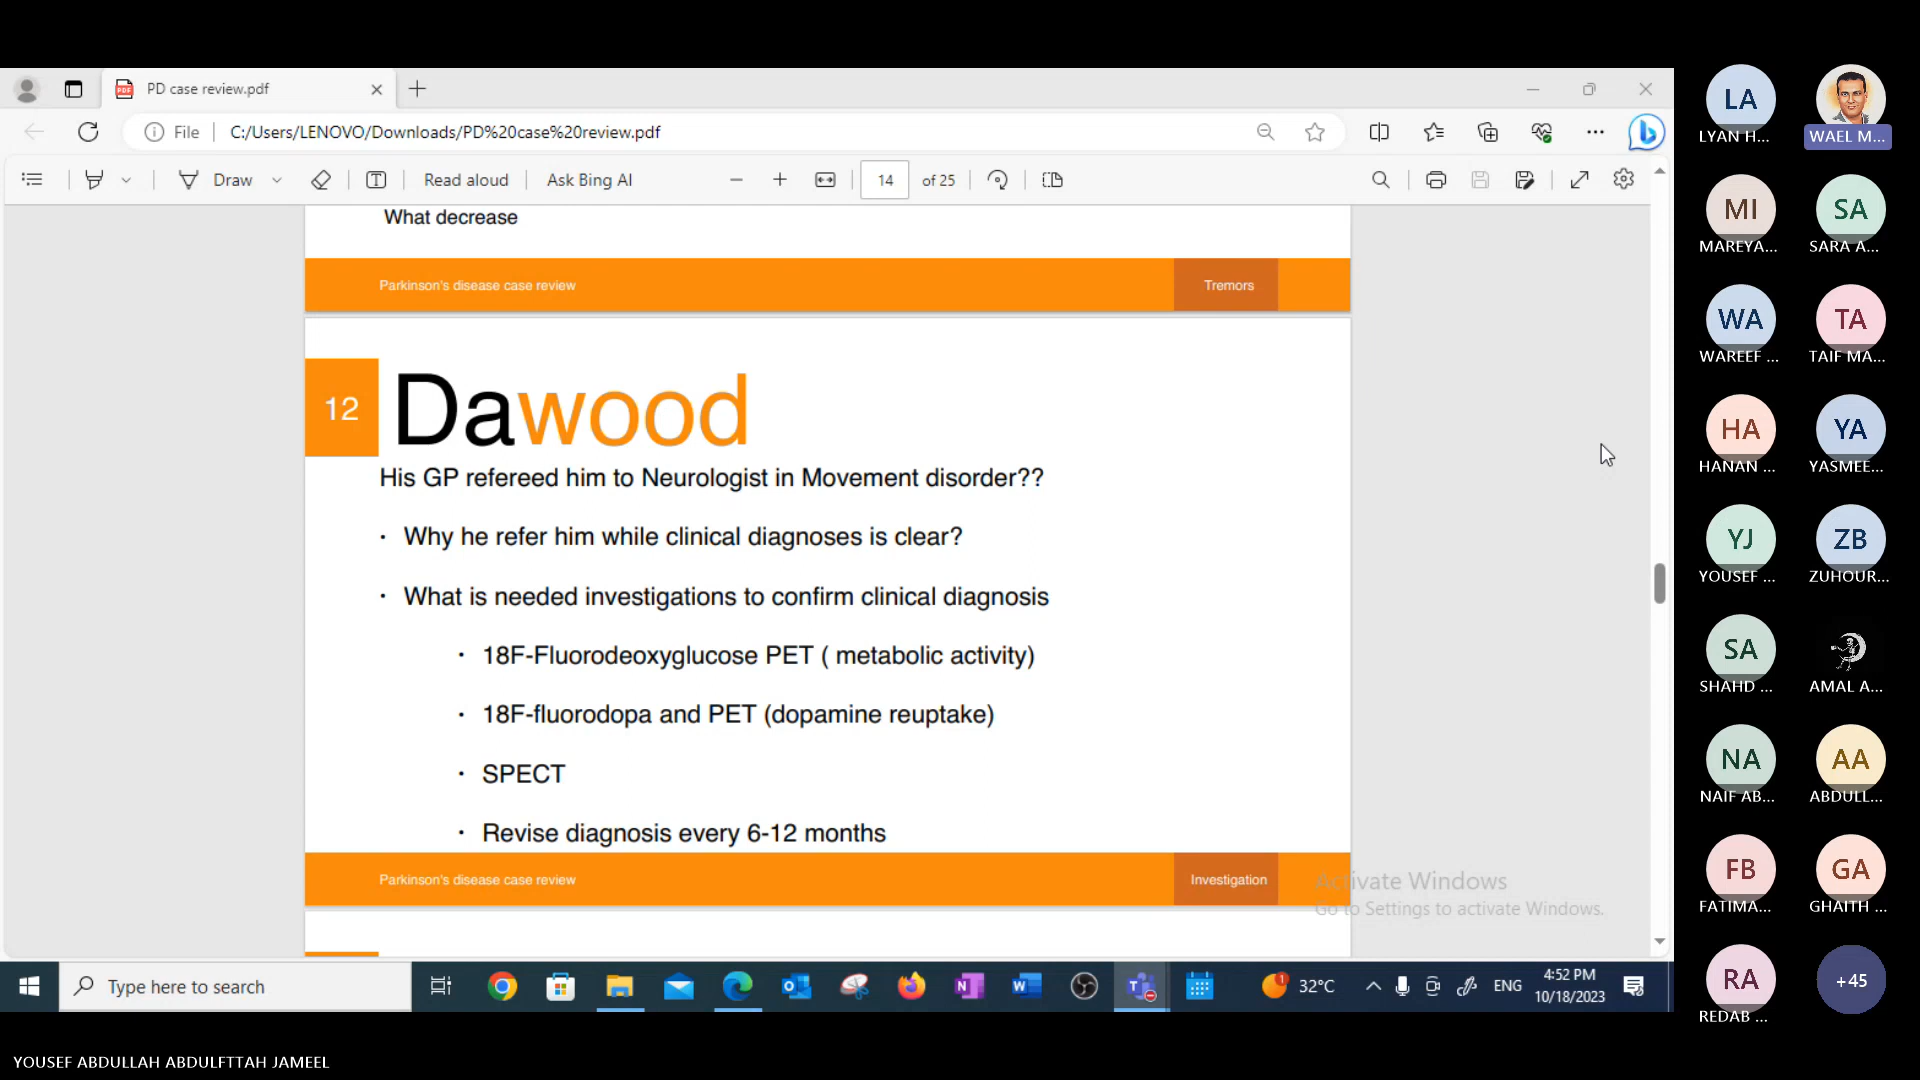 PD case review.pdf
File
C:/Users/LENOVO/Downloads/PD%20case%20review.pdf
Draw
Read aloud
Ask Bing AI
14
of 25
What decrease
Parkinson's disease case review
Tremors
12
Dawood
His GP refereed him to Neurologist in Movement disorder??
· Why he refer him while clinical diagnoses is clear?
· What is needed investigations to confirm clinical diagnosis
· 18F-Fluorodeoxyglucose PET ( metabolic activity)
· 18F-fluorodopa and PET (dopamine reuptake)
· SPECT
· Revise diagnosis every 6-12 months
Parkinson's disease case review
Investigation
Activate Windows
Go to Settings to activate Windows.
Type here to search
1
32°C
ENG
4:52 PM
10/18/2023
LA
LYAN H...
WAEL M...
MI
MAREYA...
SA
SARA A...
WA
WAREEF ...
TA
TAIF MA...
HA
HANAN ...
YA
YASMEE...
YJ
YOUSEF ...
ZB
ZUHOUR...
SA
SHAHD ...
AMAL A...
NA
NAIF AB...
AA
ABDULL...
FB
FATIMA...
GA
GHAITH ...
RA
REDAB ...
+45
YOUSEF ABDULLAH ABDULFTTAH JAMEEL